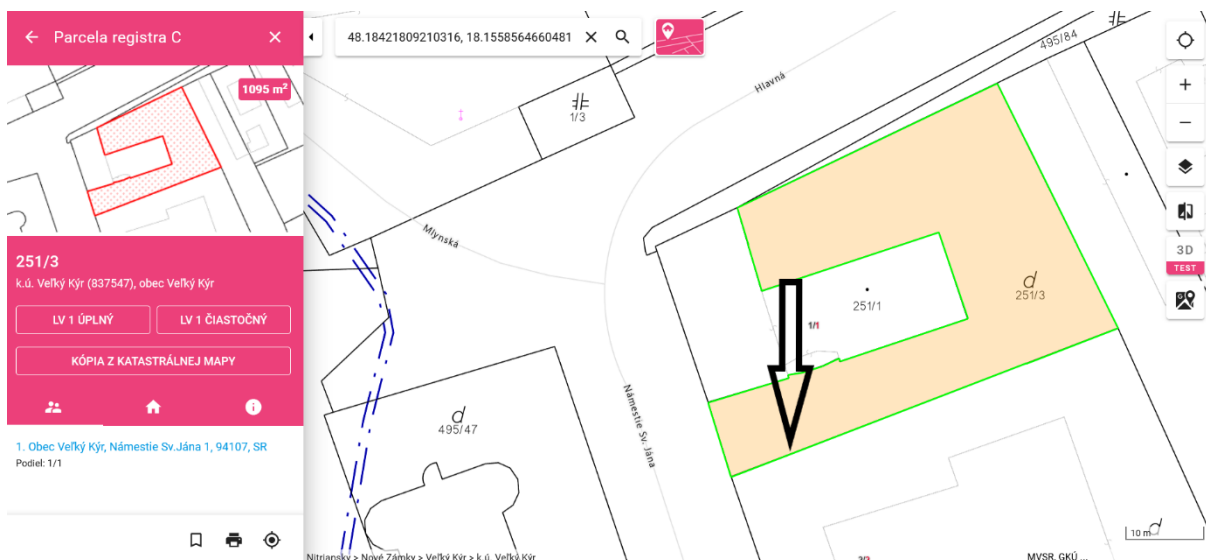 Parcela registra C
1095 m²
251/3
k.ú. Veľký Kýr (837547), obec Veľký Kýr
LV 1 ÚPLNÝ
LV 1 ČIASTOČNÝ
KÓPIA Z KATASTRÁLNEJ MAPY
1. Obec Veľký Kýr, Námestie Sv.Jána 1, 94107, SR
Podiel: 1/1
48.18421809210316, 18.1558564660481
3D
TEST
495/84
Hlavná
1/3
Mlynská
251/1
251/3
1/1
Námestie Sv. Jána
495/47
10 m
Nitriansky > Nové Zámky > Veľký Kýr > k.ú. Veľký Kýr
MVSR, GKÚ ...